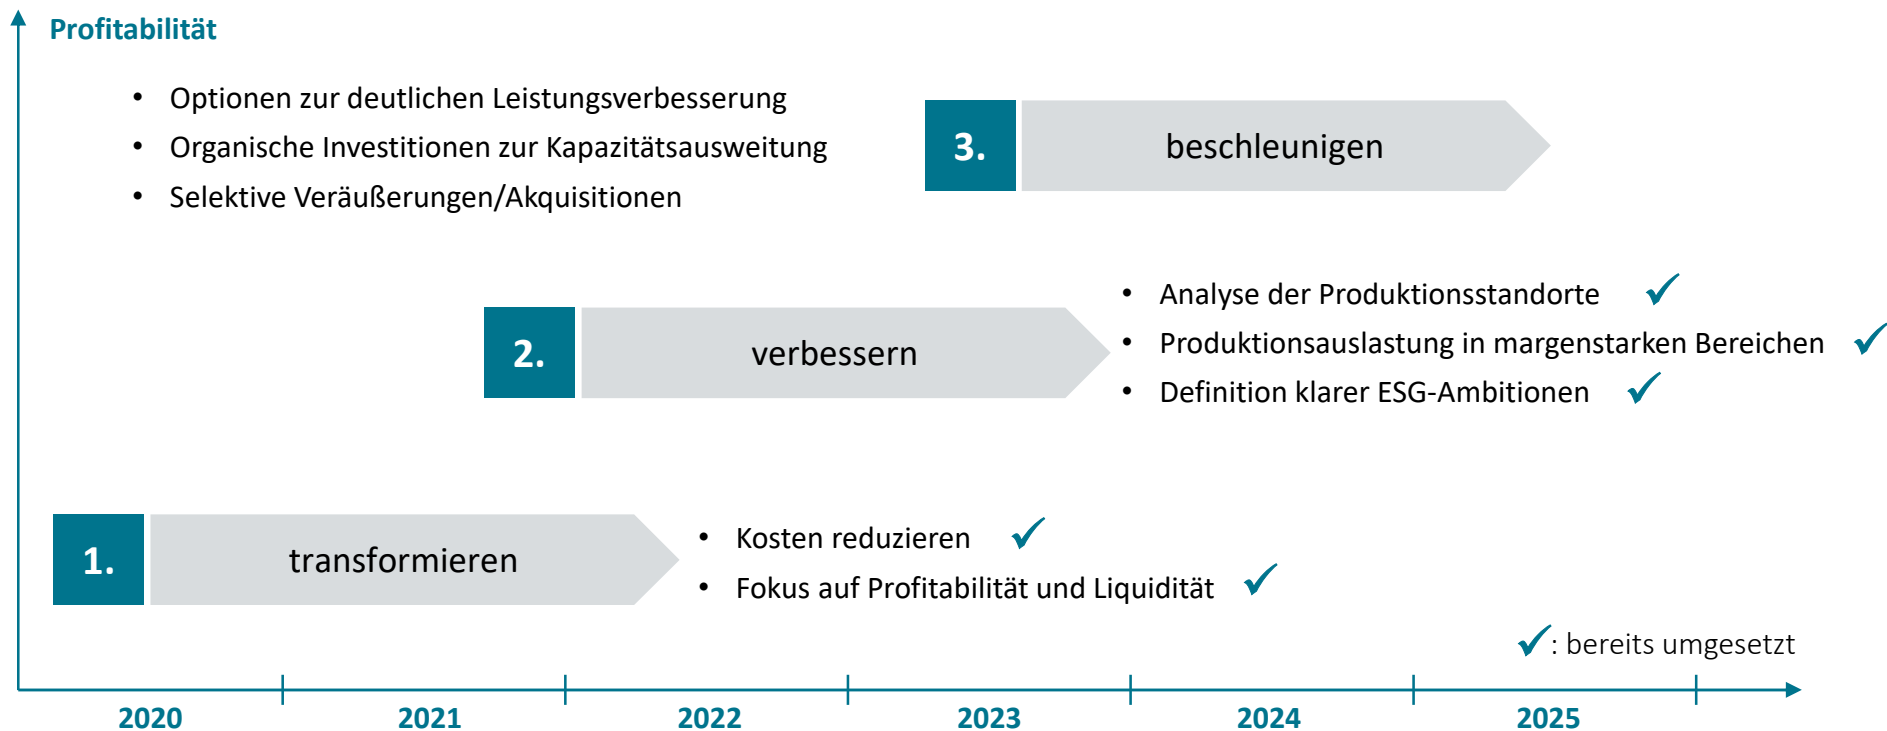 Profitabilität
• Optionen zur deutlichen Leistungsverbesserung
• Organische Investitionen zur Kapazitätsausweitung
• Selektive Veräußerungen/Akquisitionen
3.
beschleunigen
2.
verbessern
• Analyse der Produktionsstandorte ✓
• Produktionsauslastung in margenstarken Bereichen ✓
• Definition klarer ESG-Ambitionen ✓
1.
transformieren
• Kosten reduzieren ✓
• Fokus auf Profitabilität und Liquidität ✓
✓: bereits umgesetzt
2020 2021 2022 2023 2024 2025